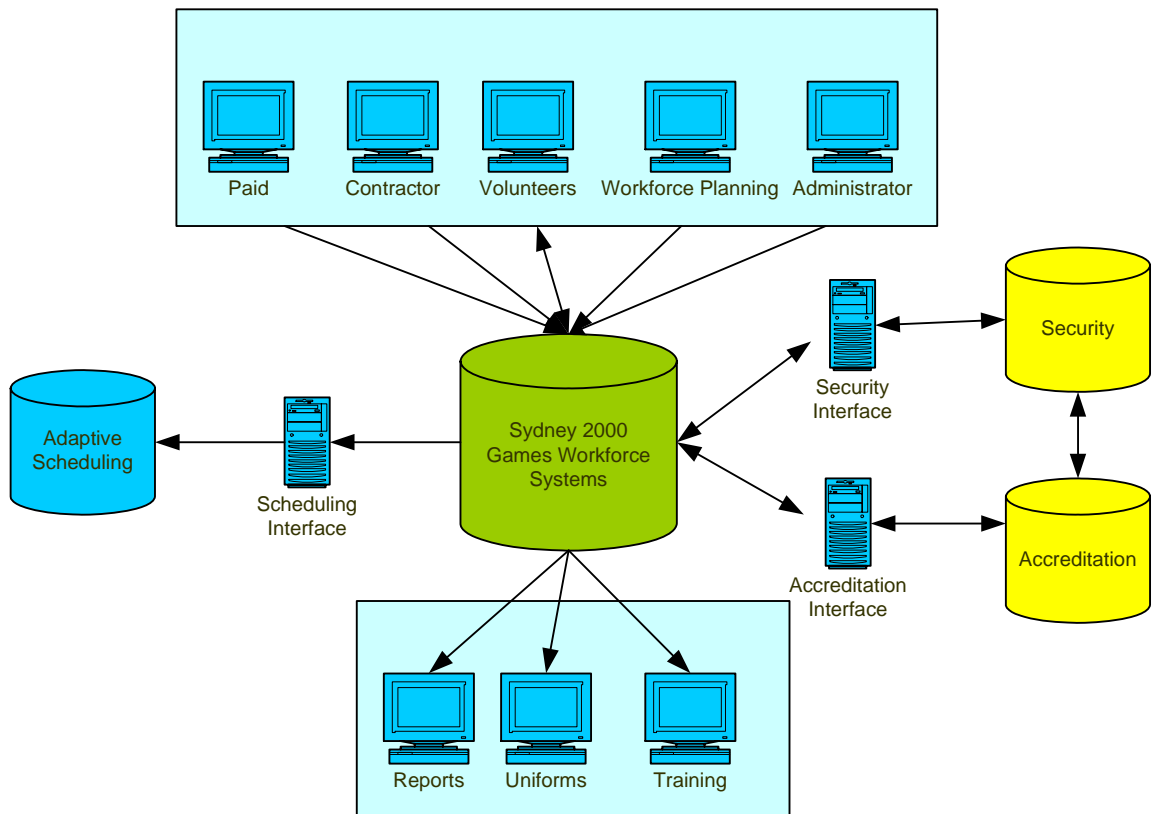 Paid
Contractor
Volunteers
Workforce Planning
Administrator
Security
Security
Interface
Sydney 2000
Games Workforce
Systems
Adaptive
Scheduling
Scheduling
Interface
Accreditation
Accreditation
Interface
Reports
Uniforms
Training